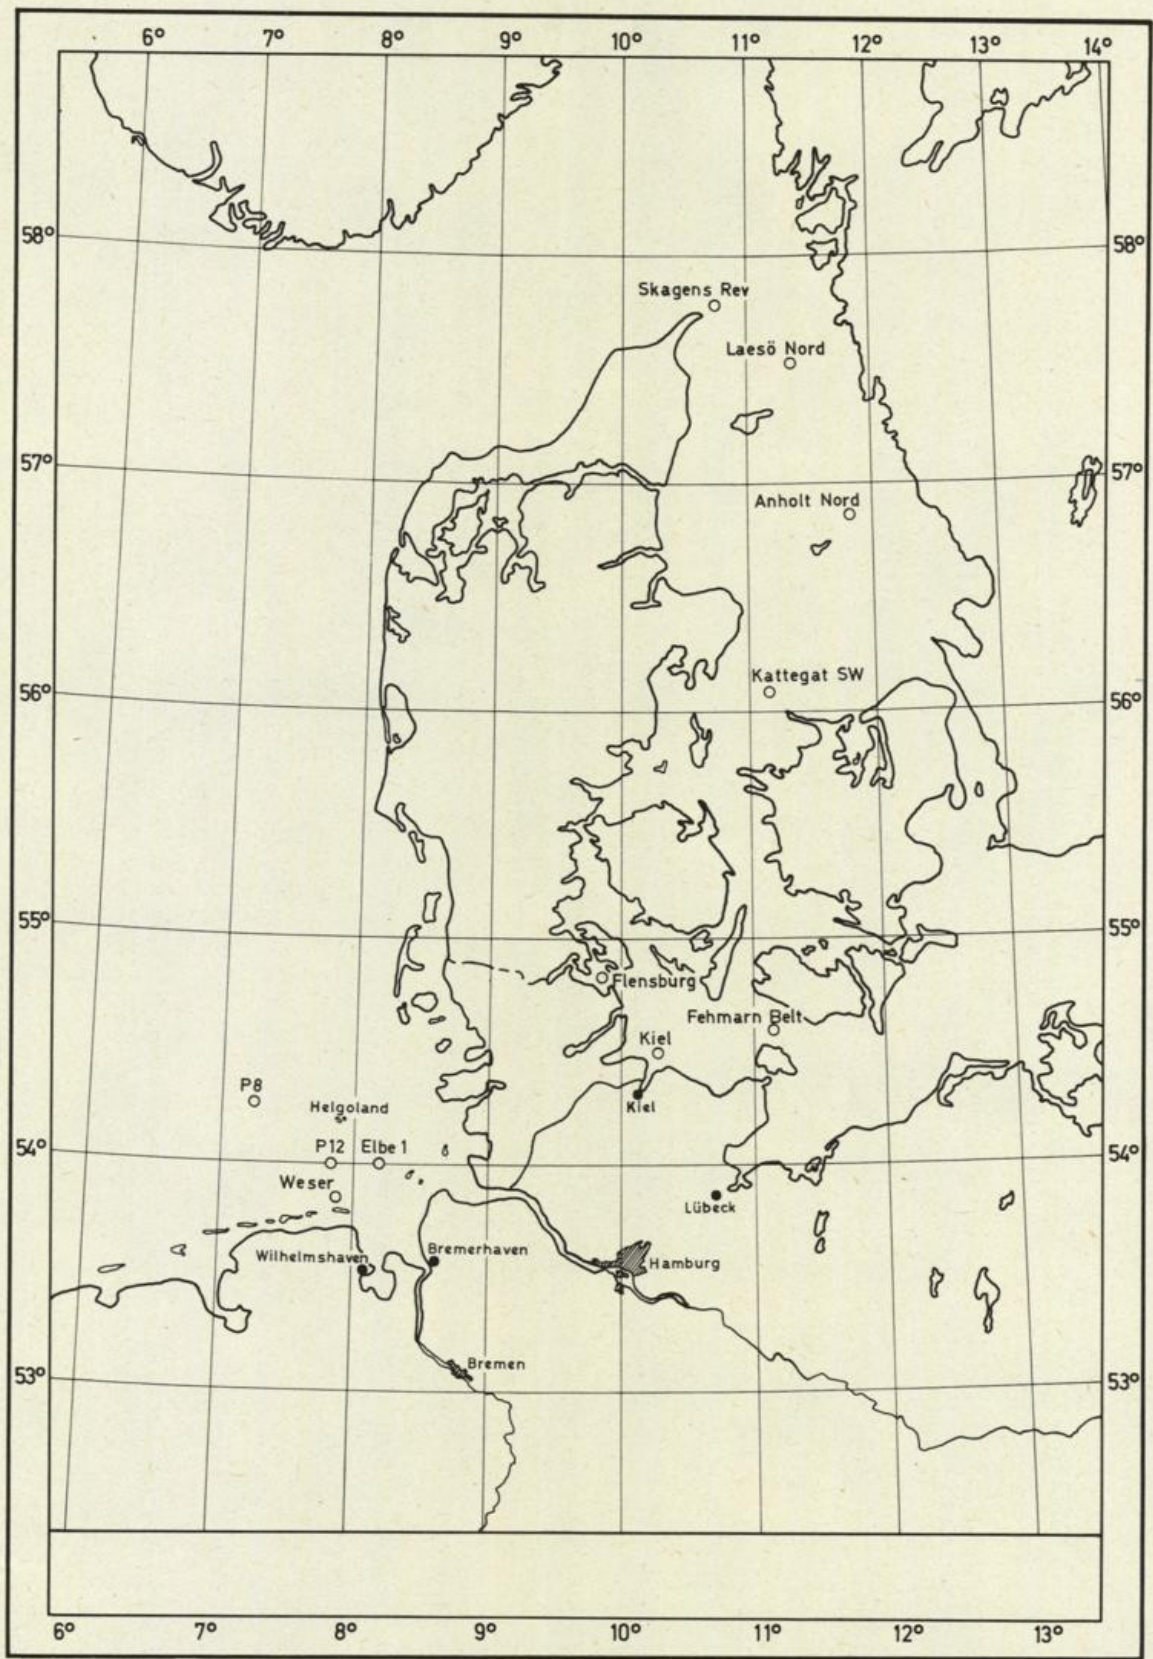 6° 7° 8° 9° 10° 11° 12° 13° 14°
58° 58°
Skagens Rev
Laesö Nord
57° 57°
Anholt Nord
56° Kattegat SW 56°
55° 55°
Flensburg
Fehmarn Belt
Kiel
P8
Helgoland Kiel
54° P12 Elbe 1 54°
Weser
Lübeck
Wilhelmshaven Bremerhaven Hamburg
53° Bremen 53°
6° 7° 8° 9° 10° 11° 12° 13°